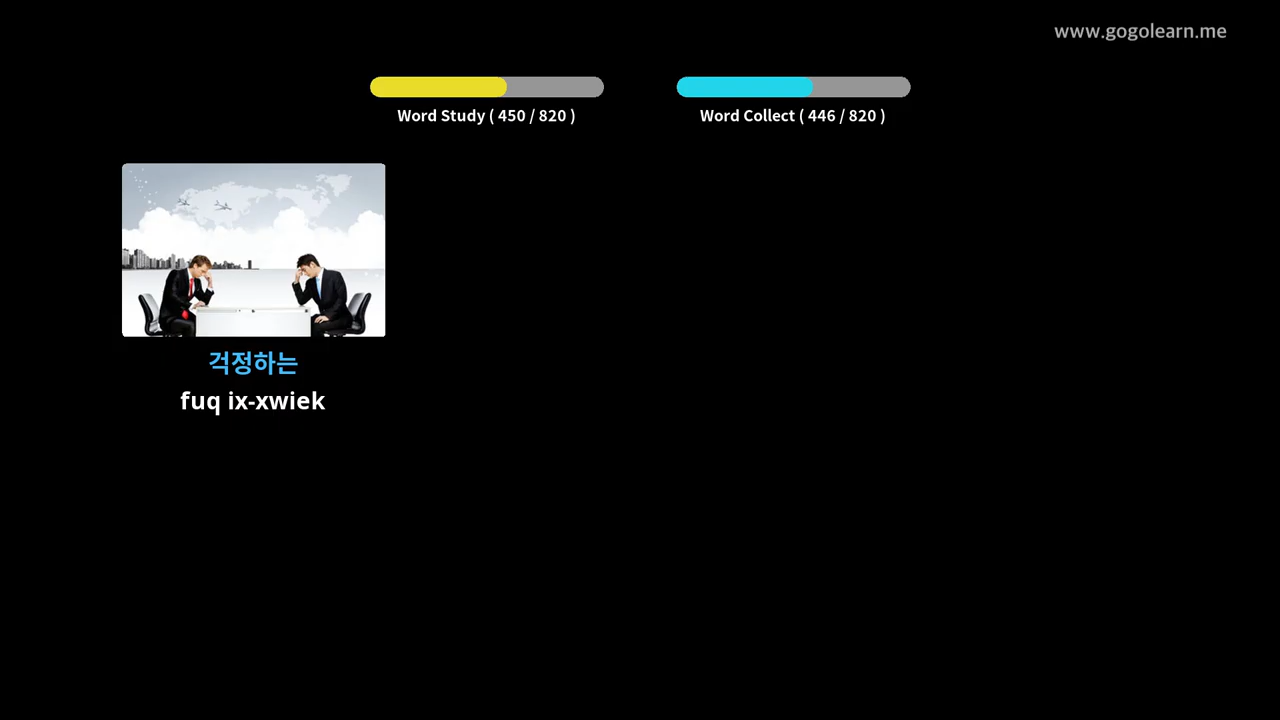 www.gogolearn.me
Word Study ( 450 / 820 )
Word Collect ( 446 / 820 )
걱정하는
fuq ix-xwiek